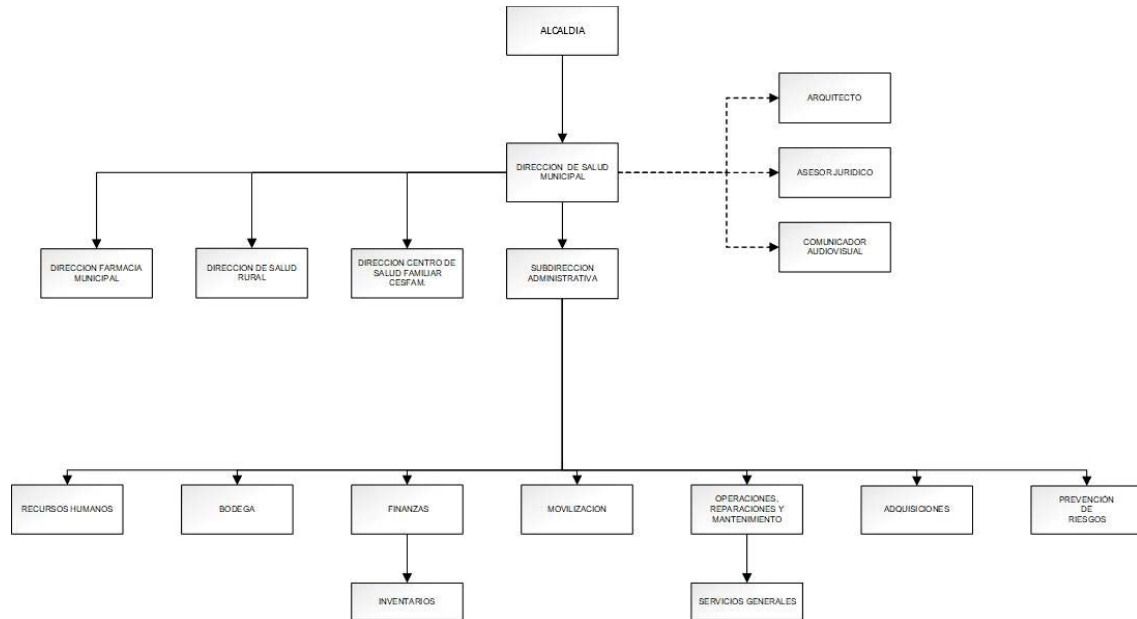 ALCALDIA
ARQUITECTO
DIRECCION DE SALUD
MUNICIPAL
ASESOR JURIDICO
COMUNICADOR
AUDIOVISUAL
DIRECCION FARMACIA
MUNICIPAL
DIRECCION DE SALUD
RURAL
DIRECCION CENTRO DE
SALUD FAMILIAR
CESFAM.
SUBDIRECCION
ADMINISTRATIVA
RECURSOS HUMANOS
BODEGA
FINANZAS
MOVILIZACION
OPERACIONES,
REPARACIONES Y
MANTENIMIENTO
ADQUISICIONES
PREVENCIÓN
DE
RIESGOS
INVENTARIOS
SERVICIOS GENERALES